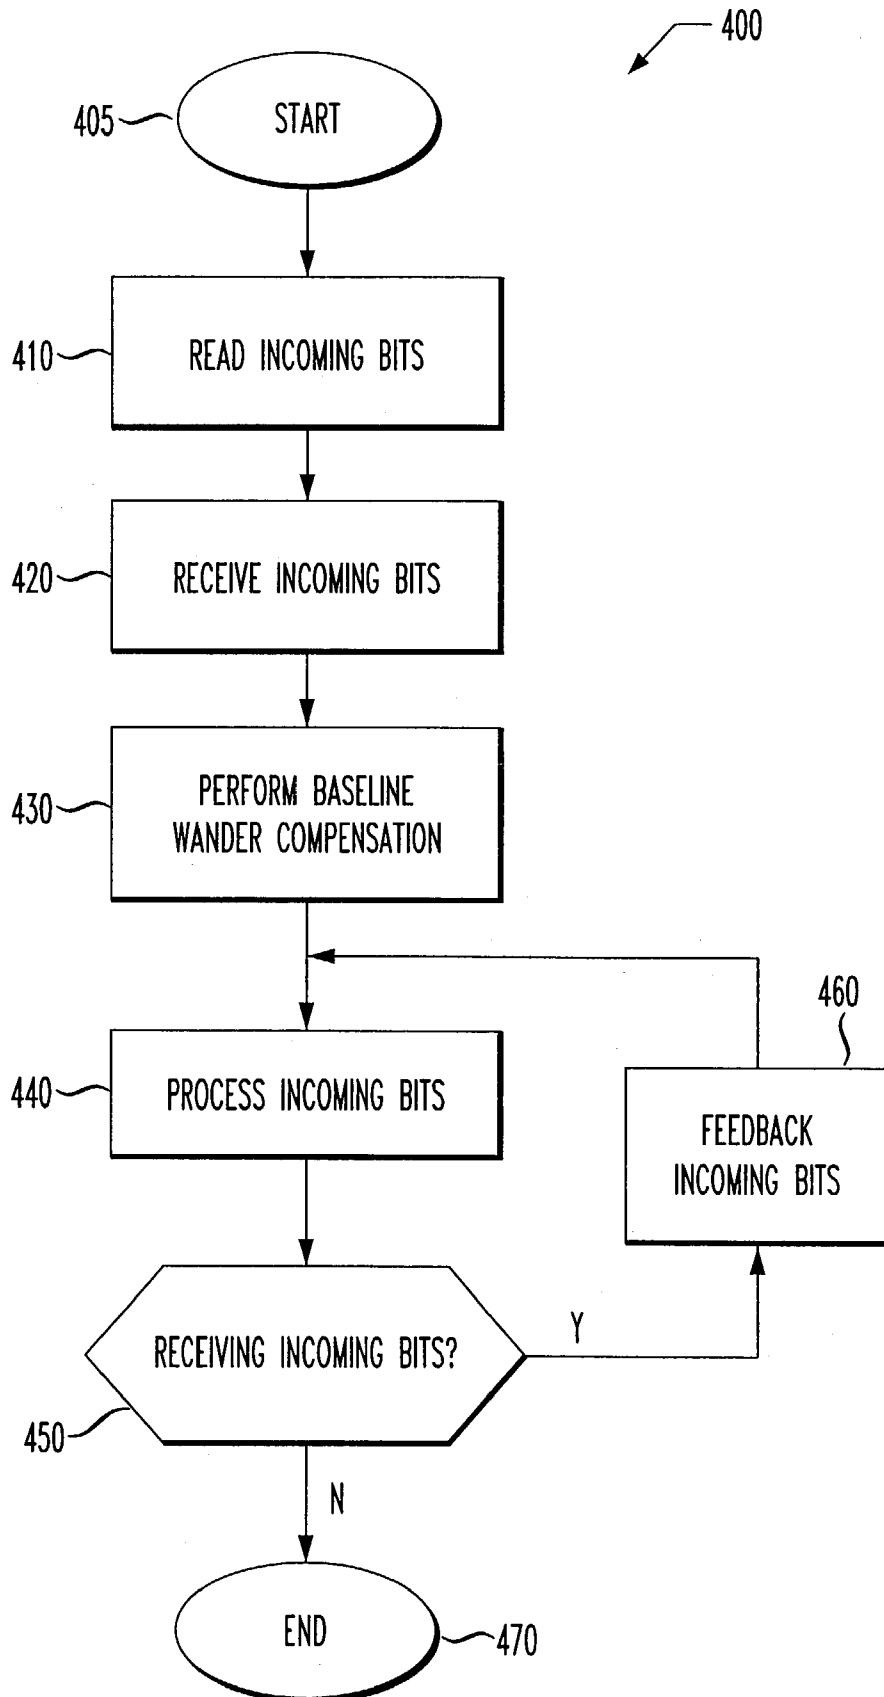 400
405
START
410
READ INCOMING BITS
420
RECEIVE INCOMING BITS
430
PERFORM BASELINE
WANDER COMPENSATION
460
440
PROCESS INCOMING BITS
FEEDBACK
INCOMING BITS
RECEIVING INCOMING BITS?
Y
450
N
END
470